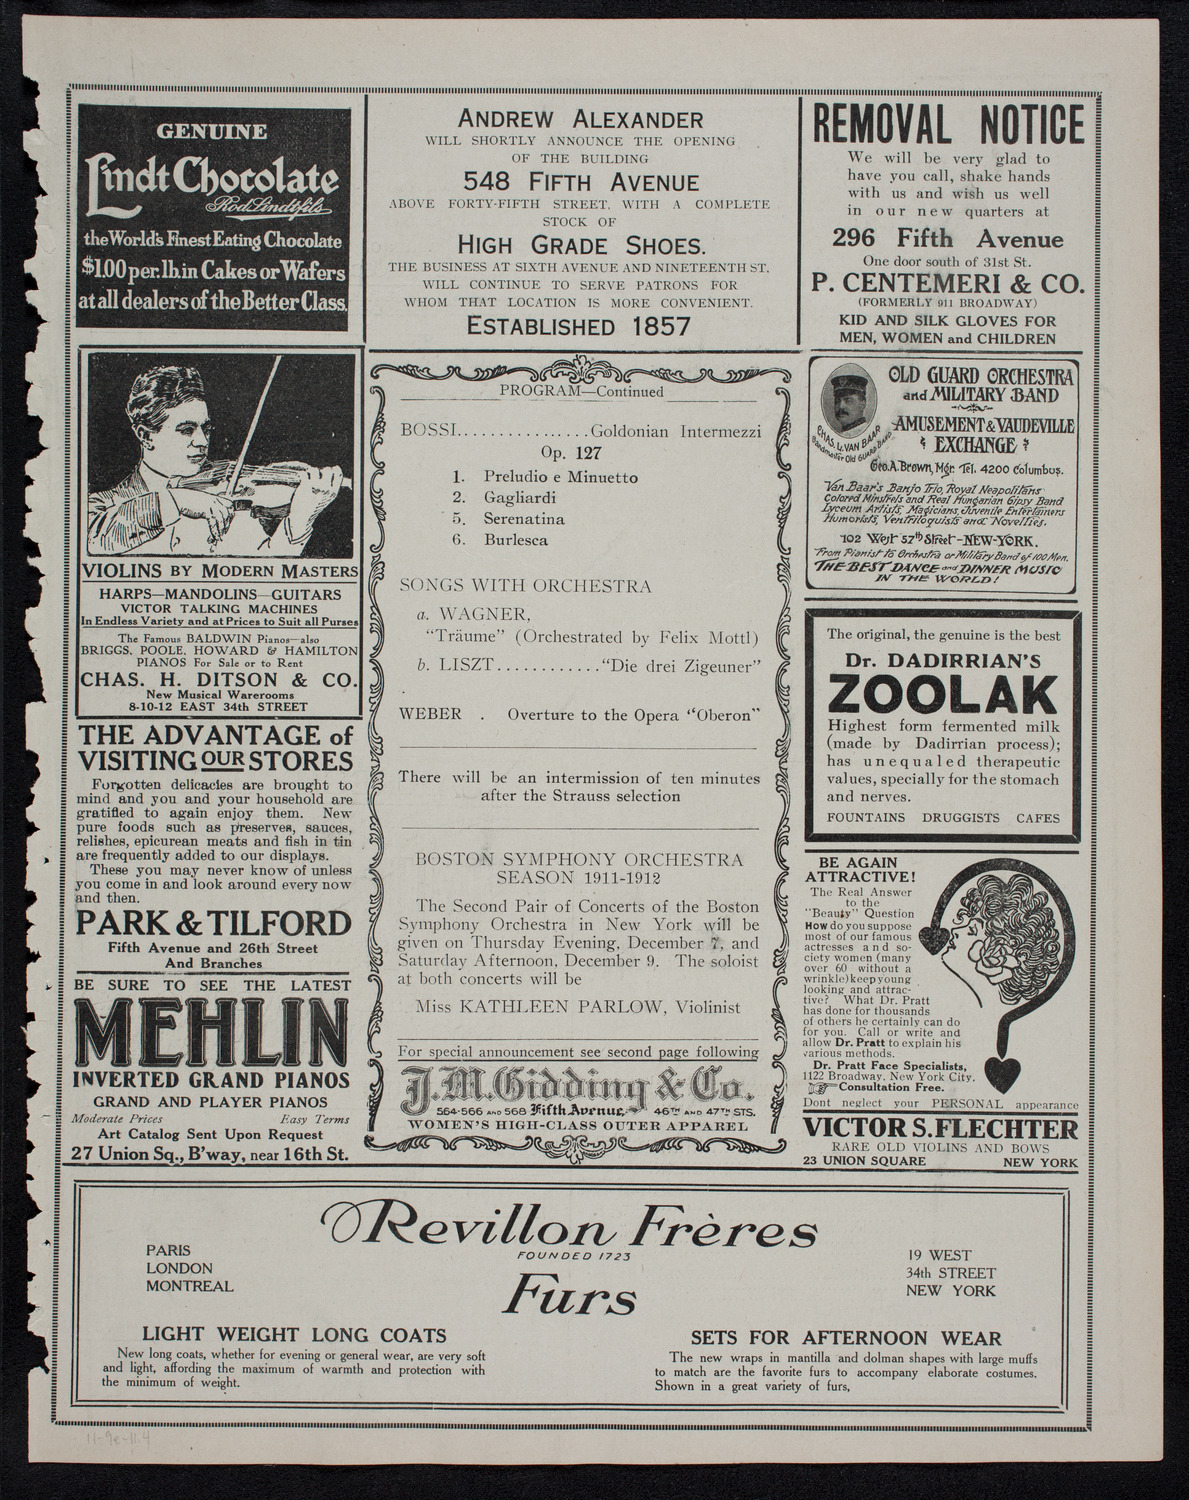 GENUINE
Lindt Chocolate
Rod. Lindt fils
the World's Finest Eating Chocolate
$1.00 per lb. in Cakes or Wafers
at all dealers of the Better Class.
ANDREW ALEXANDER
WILL SHORTLY ANNOUNCE THE OPENING
OF THE BUILDING
548 FIFTH AVENUE
ABOVE FORTY-FIFTH STREET, WITH A COMPLETE
STOCK OF
HIGH GRADE SHOES.
THE BUSINESS AT SIXTH AVENUE AND NINETEENTH ST.
WILL CONTINUE TO SERVE PATRONS FOR
WHOM THAT LOCATION IS MORE CONVENIENT.
ESTABLISHED 1857
REMOVAL NOTICE
We will be very glad to
have you call, shake hands
with us and wish us well
in our new quarters at
296 Fifth Avenue
One door south of 31st St.
P. CENTEMERI & CO.
(FORMERLY 911 BROADWAY)
KID AND SILK GLOVES FOR
MEN, WOMEN and CHILDREN
VIOLINS BY MODERN MASTERS
HARPS—MANDOLINS—GUITARS
VICTOR TALKING MACHINES
In Endless Variety and at Prices to Suit all Purses
The Famous BALDWIN Pianos—also
BRIGGS, POOLE, HOWARD & HAMILTON
PIANOS For Sale or to Rent
CHAS. H. DITSON & CO.
New Musical Warerooms
8-10-12 EAST 34th STREET
THE ADVANTAGE of
VISITING OUR STORES
Forgotten delicacies are brought to
mind and you and your household are
gratified to again enjoy them. New
pure foods such as preserves, sauces,
relishes, epicurean meats and fish in tin
are frequently added to our displays.
These you may never know of unless
you come in and look around every now
and then.
PARK & TILFORD
Fifth Avenue and 26th Street
And Branches
BE SURE TO SEE THE LATEST
MEHLIN
INVERTED GRAND PIANOS
GRAND AND PLAYER PIANOS
Moderate Prices Easy Terms
Art Catalog Sent Upon Request
27 Union Sq., B'way, near 16th St.
PROGRAM—Continued
BOSSI................Goldonian Intermezzi
Op. 127
1. Preludio e Minuetto
2. Gagliardi
5. Serenatina
6. Burlesca
SONGS WITH ORCHESTRA
a. WAGNER,
"Träume" (Orchestrated by Felix Mottl)
b. LISZT............"Die drei Zigeuner"
WEBER . Overture to the Opera "Oberon"
There will be an intermission of ten minutes
after the Strauss selection
BOSTON SYMPHONY ORCHESTRA
SEASON 1911-1912
The Second Pair of Concerts of the Boston
Symphony Orchestra in New York will be
given on Thursday Evening, December 7, and
Saturday Afternoon, December 9. The soloist
at both concerts will be
Miss KATHLEEN PARLOW, Violinist
For special announcement see second page following
J.M. Gidding & Co.
564-566 AND 568 Fifth Avenue 46TH AND 47TH STS.
WOMEN'S HIGH-CLASS OUTER APPAREL
CHAS. L. VAN BAAR
Bandmaster Old Guard Band
OLD GUARD ORCHESTRA
and MILITARY BAND
AMUSEMENT & VAUDEVILLE
EXCHANGE
Geo. A. Brown, Mgr. Tel. 4200 Columbus.
Van Baar's Banjo Trio, Royal Neapolitans
Colored Minstrels and Real Hungarian Gipsy Band
Lyceum Artists, Magicians, Juvenile Entertainers
Humorists, Ventriloquists and Novelties.
102 West 57th Street-NEW-YORK.
From Pianist to Orchestra or Military Band of 100 Men.
THE BEST DANCE and DINNER MUSIC
IN THE WORLD!
The original, the genuine is the best
Dr. DADIRRIAN'S
ZOOLAK
Highest form fermented milk
(made by Dadirrian process);
has unequaled therapeutic
values, specially for the stomach
and nerves.
FOUNTAINS DRUGGISTS CAFES
BE AGAIN
ATTRACTIVE!
The Real Answer
to the
"Beauty" Question
How do you suppose
most of our famous
actresses and so-
ciety women (many
over 60 without a
wrinkle) keep young
looking and attrac-
tive? What Dr. Pratt
has done for thousands
of others he certainly can do
for you. Call or write and
allow Dr. Pratt to explain his
various methods.
Dr. Pratt Face Specialists,
1122 Broadway, New York City.
Consultation Free.
Dont neglect your PERSONAL appearance
VICTOR S. FLECHTER
RARE OLD VIOLINS AND BOWS
23 UNION SQUARE NEW YORK
Revillon Frères
FOUNDED 1723
Furs
PARIS
LONDON
MONTREAL
19 WEST
34th STREET
NEW YORK
LIGHT WEIGHT LONG COATS
New long coats, whether for evening or general wear, are very soft
and light, affording the maximum of warmth and protection with
the minimum of weight.
SETS FOR AFTERNOON WEAR
The new wraps in mantilla and dolman shapes with large muffs
to match are the favorite furs to accompany elaborate costumes.
Shown in a great variety of furs,
11-9e-11.4